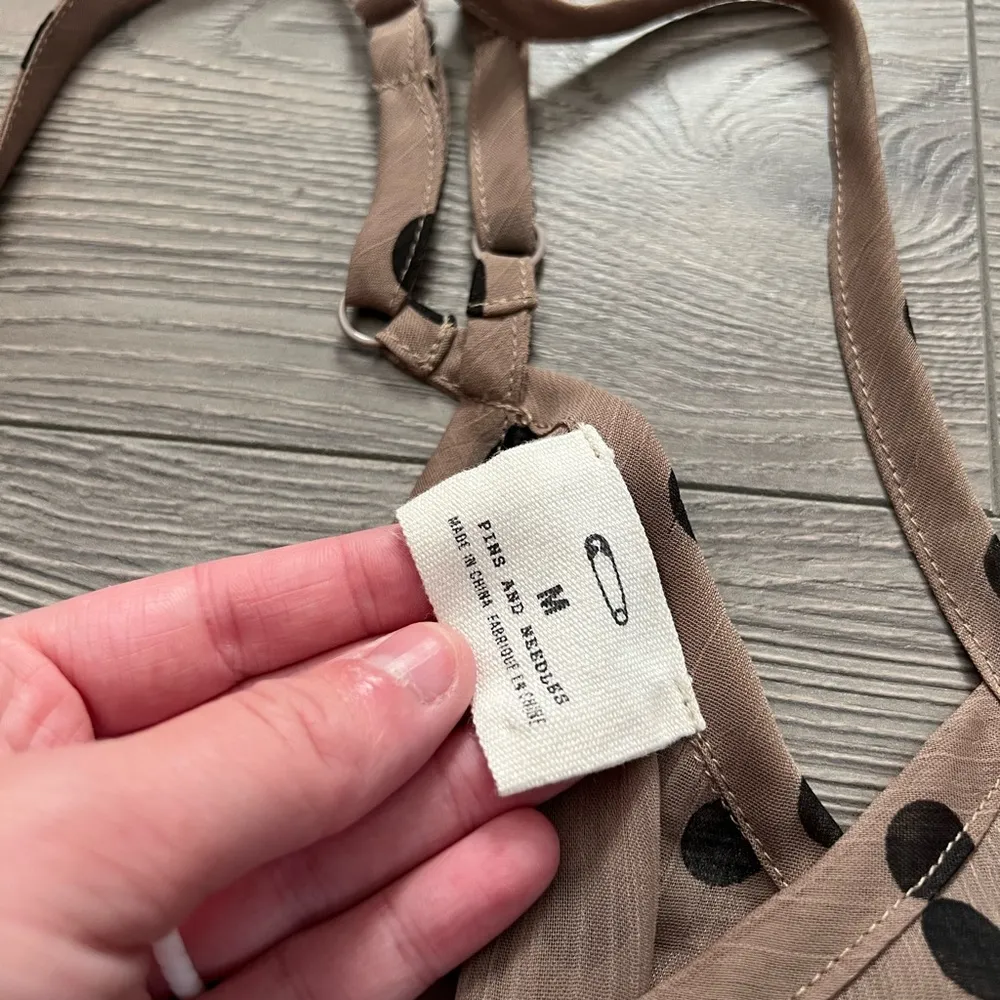 M
PINS AND NEEDLES
MADE IN CHINA FABRIQUÉ EN CHINE